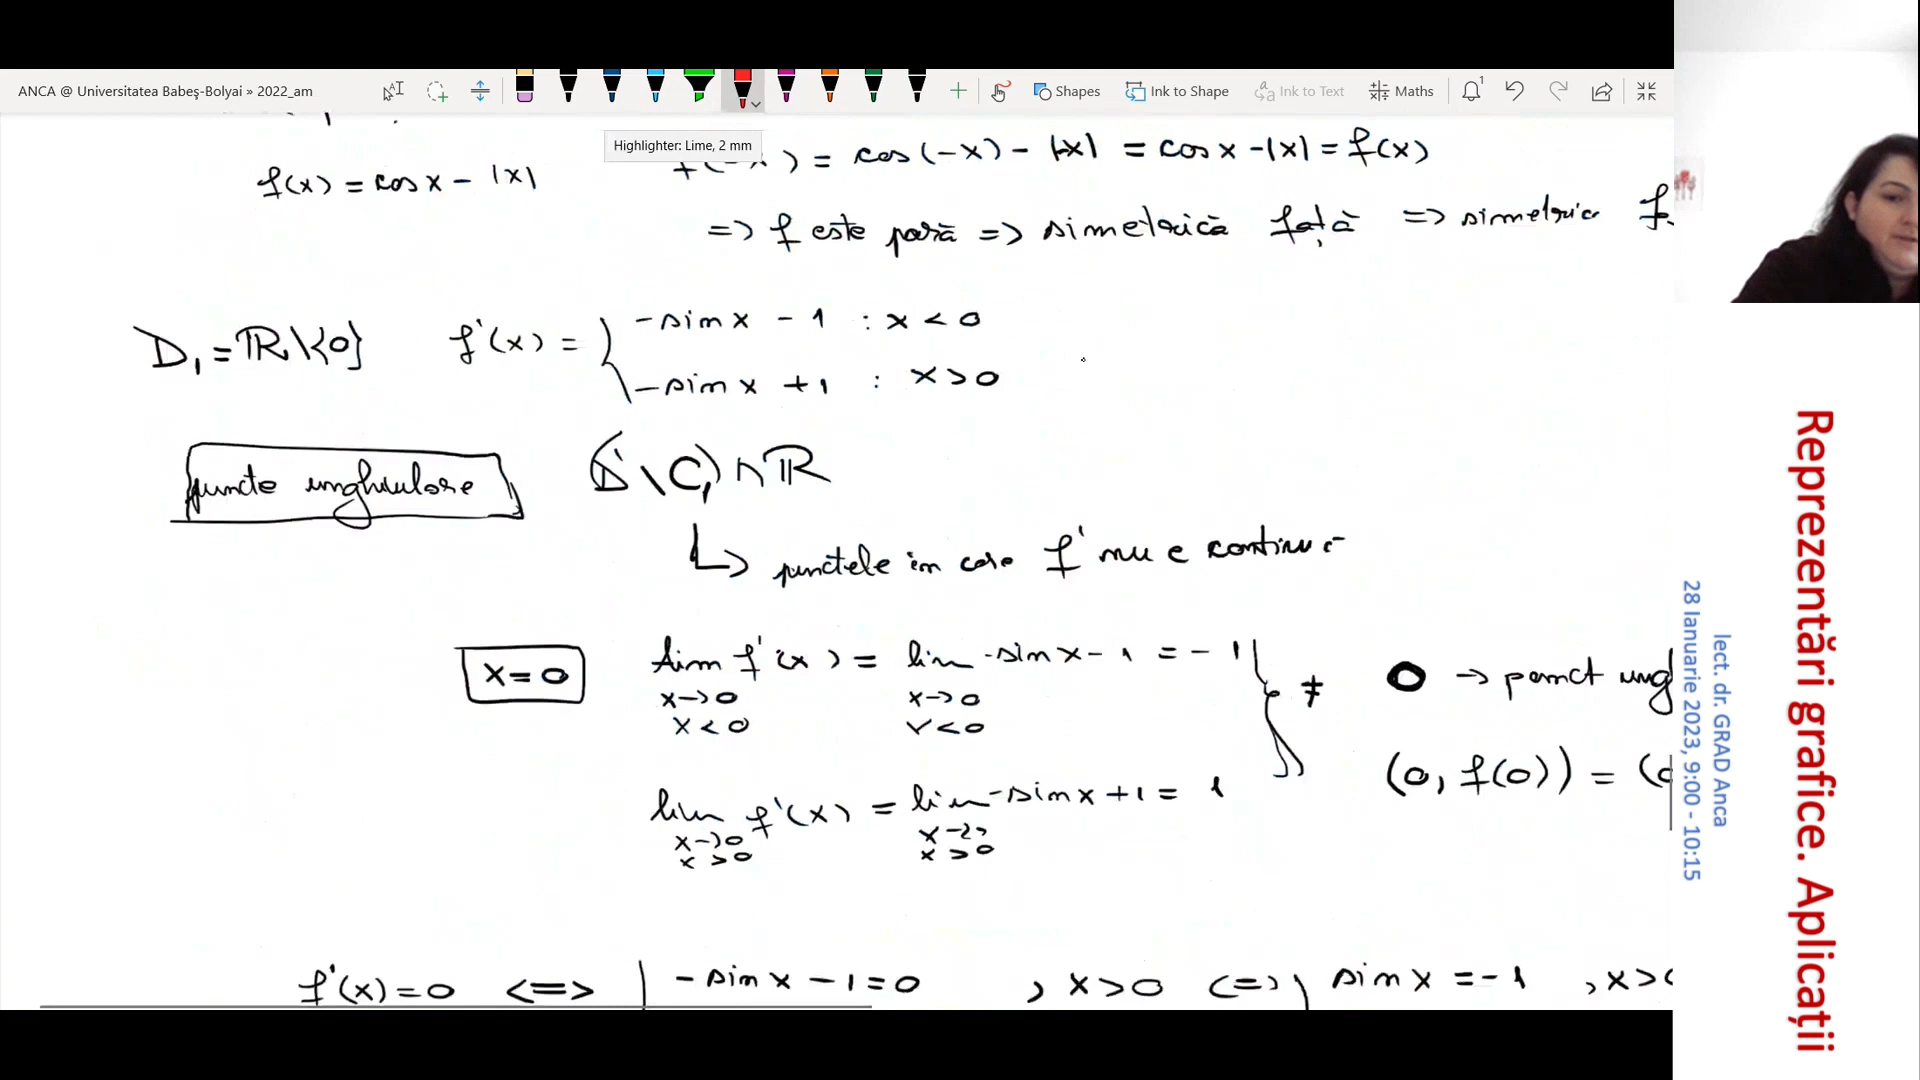 ANCA @ Universitatea Babeş-Bolyai » 2022_am
Shapes
Ink to Shape
Ink to Text
Maths
1
Highlighter: Lime, 2 mm
f(x) = cos x - |x|
) = cos(-x) - |-x| = cos x - |x| = f(x)
=> f este pară => simetrică față => simetric f
D₁ = ℝ \ {0}
f'(x) = { -sin x - 1 : x < 0
-sin x + 1 : x > 0
puncte unghiulare
(D \ C₁) ∩ ℝ
↳ punctele în care f' nu e continuă
x = 0
lim f'(x) = lim -sin x - 1 = -1
x→0 x→0
x<0 x<0
≠
0 → punct ung
(0, f(0)) = (0
lim f'(x) = lim -sin x + 1 = 1
x→0 x→0
x>0 x>0
f'(x) = 0 <=> -sin x - 1 = 0 , x > 0 <=> sin x = -1 , x > 0
Reprezentări grafice. Aplicații
lect. dr. GRAD Anca
28 Ianuarie 2023, 9:00 - 10:15